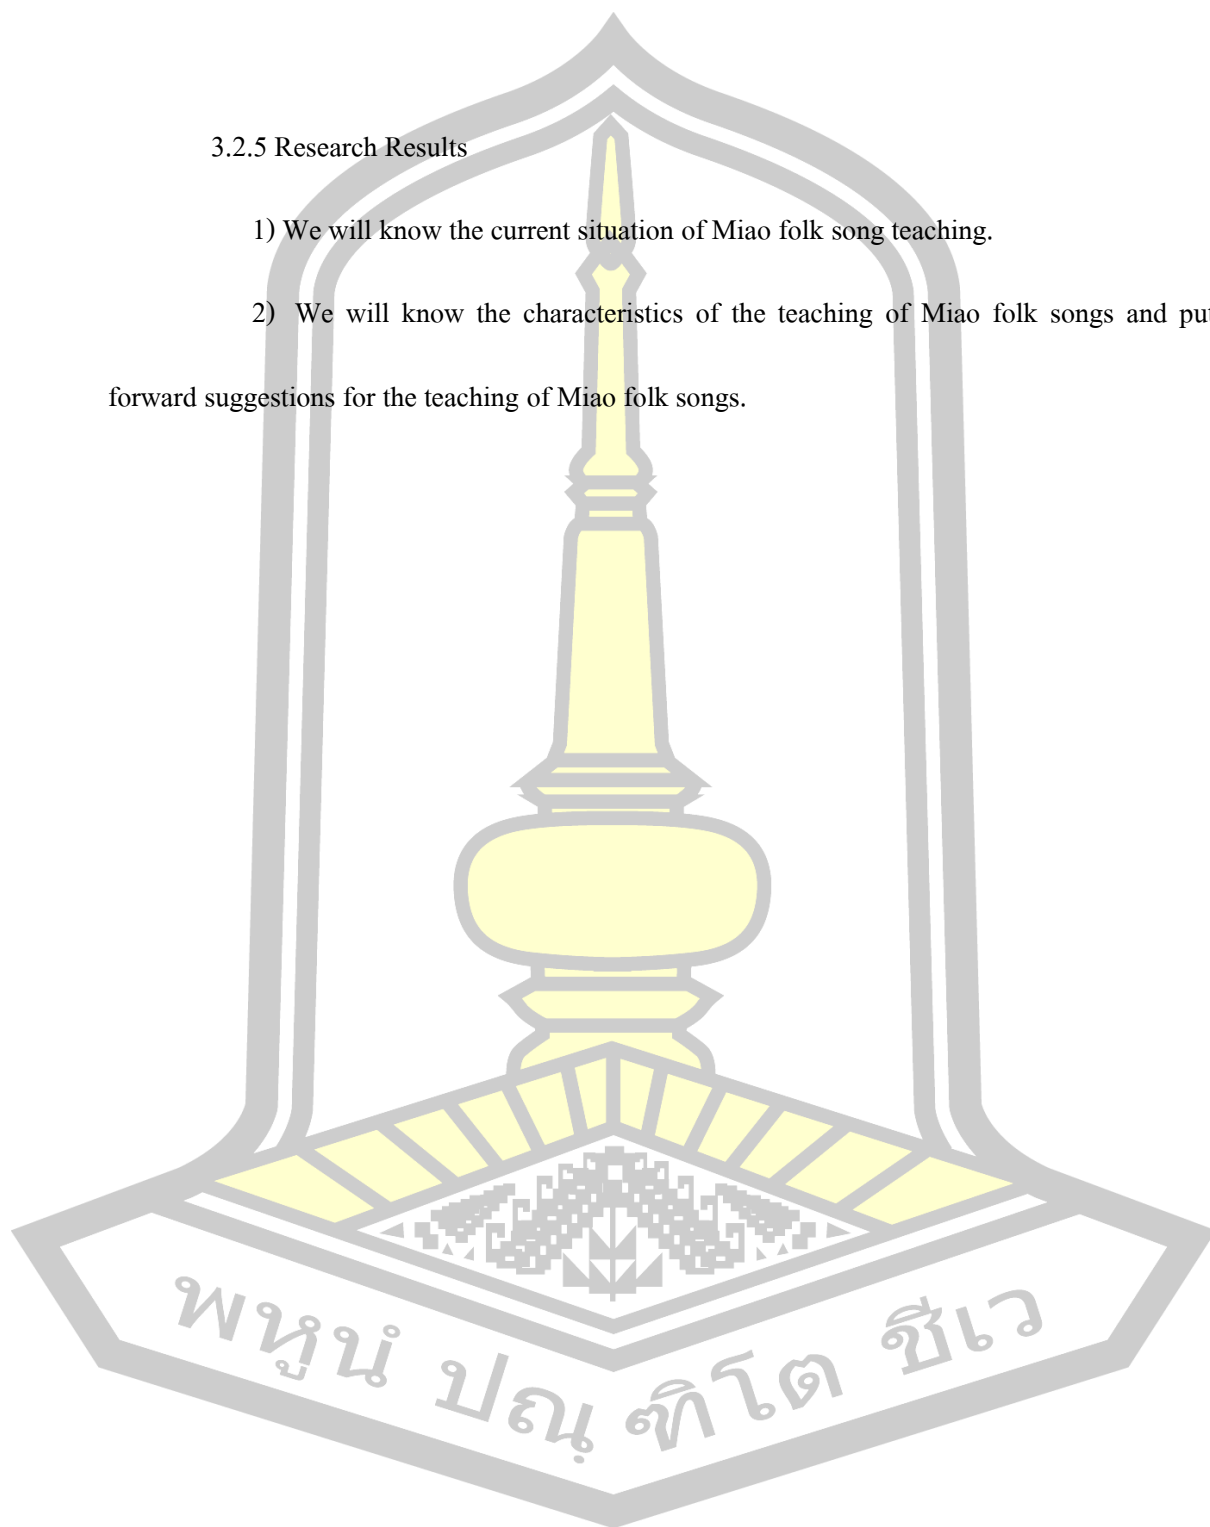 3.2.5 Research Results
1) We will know the current situation of Miao folk song teaching.
2) We will know the characteristics of the teaching of Miao folk songs and put
forward suggestions for the teaching of Miao folk songs.
พหูนํ ปณฺฑิโต ชีเว